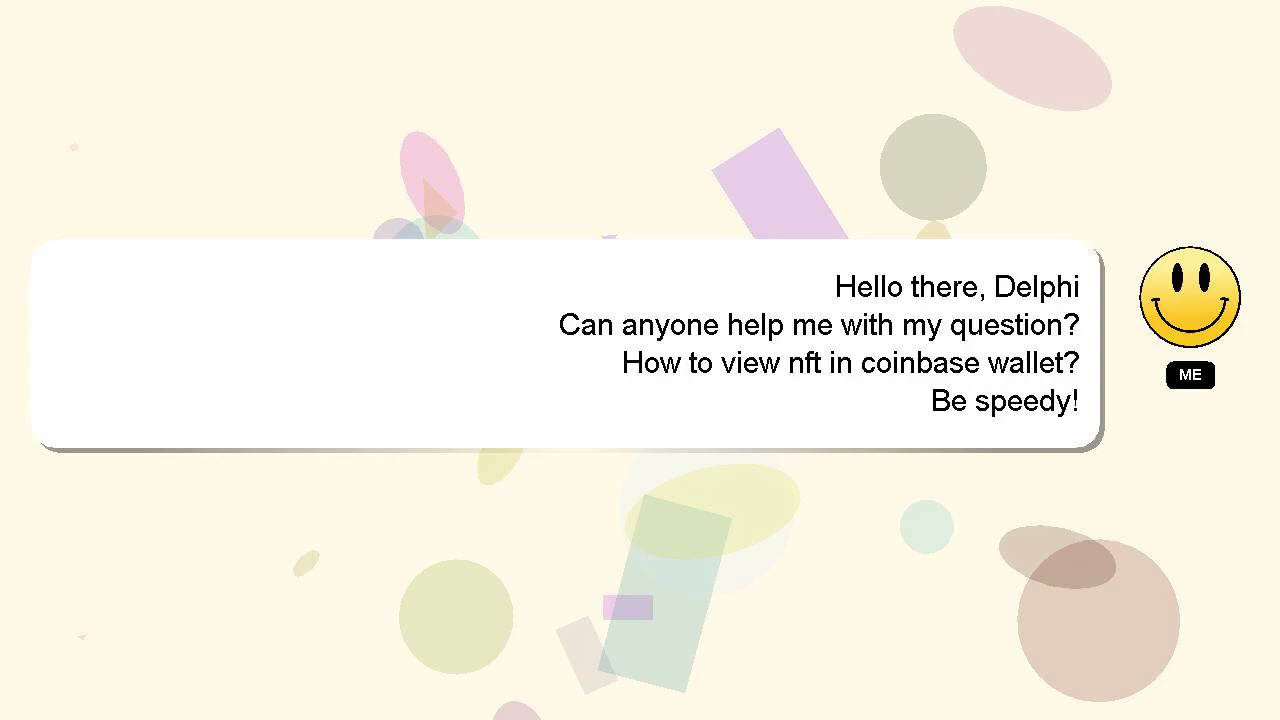 Hello there, Delphi
Can anyone help me with my question?
How to view nft in coinbase wallet?
Be speedy!
ME